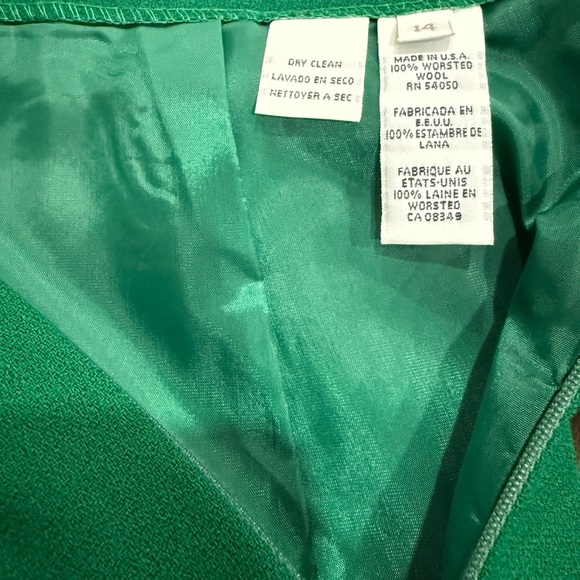 DRY CLEAN
LAVADO EN SECO
NETTOYER A SEC
14
MADE IN U.S.A.
100% WORSTED
WOOL
RN 54050
FABRICADA EN
E.E.U.U.
100% ESTAMBRE DE
LANA
FABRIQUE AU
ETATS-UNIS
100% LAINE EN
WORSTED
CA 08349